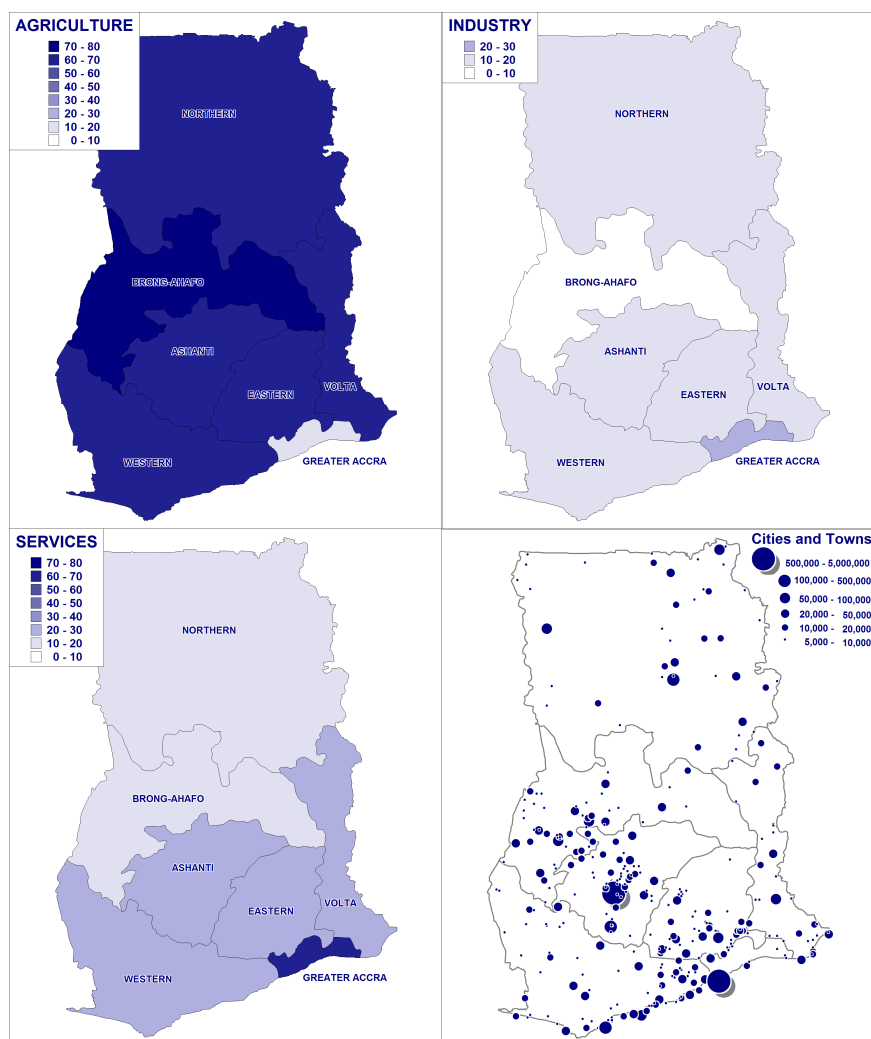 AGRICULTURE
70 - 80
60 - 70
50 - 60
40 - 50
30 - 40
20 - 30
10 - 20
0 - 10
NORTHERN
BRONG-AHAFO
ASHANTI
EASTERN
VOLTA
WESTERN
GREATER ACCRA
INDUSTRY
20 - 30
10 - 20
0 - 10
NORTHERN
BRONG-AHAFO
ASHANTI
EASTERN
VOLTA
WESTERN
GREATER ACCRA
SERVICES
70 - 80
60 - 70
50 - 60
40 - 50
30 - 40
20 - 30
10 - 20
0 - 10
NORTHERN
BRONG-AHAFO
ASHANTI
EASTERN
VOLTA
WESTERN
GREATER ACCRA
Cities and Towns
500,000 - 5,000,000
100,000 - 500,000
50,000 - 100,000
20,000 - 50,000
10,000 - 20,000
5,000 - 10,000